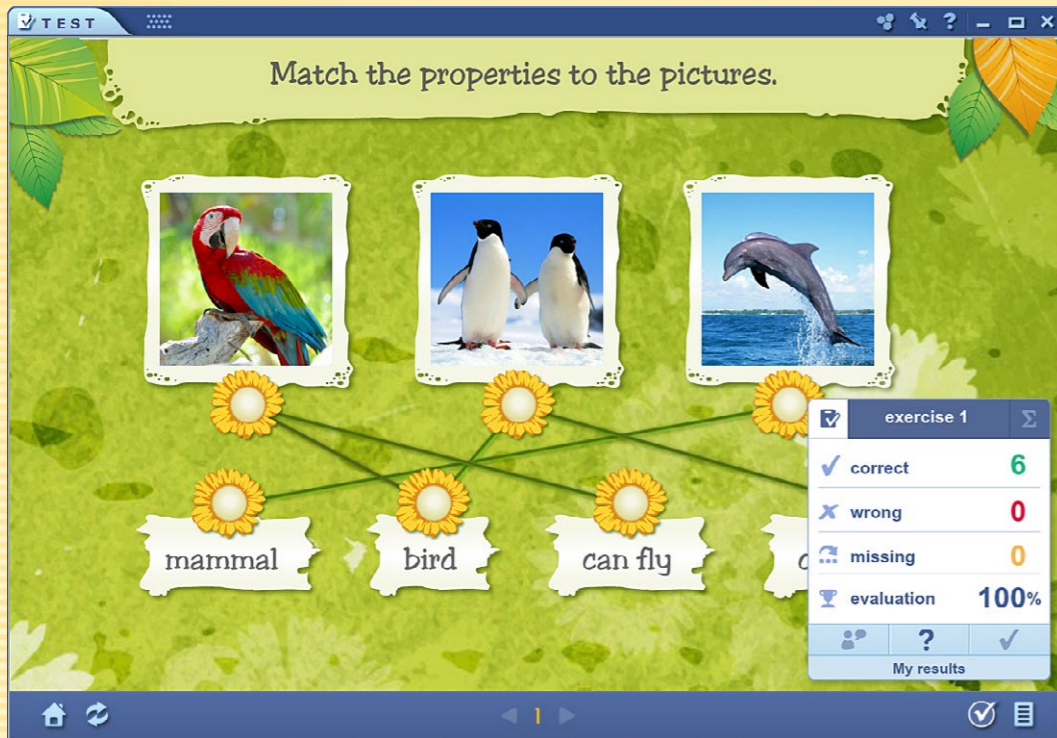 TEST
?
Match the properties to the pictures.
exercise 1
Σ
correct 6
wrong 0
missing 0
evaluation 100%
?
My results
mammal
bird
can fly
1